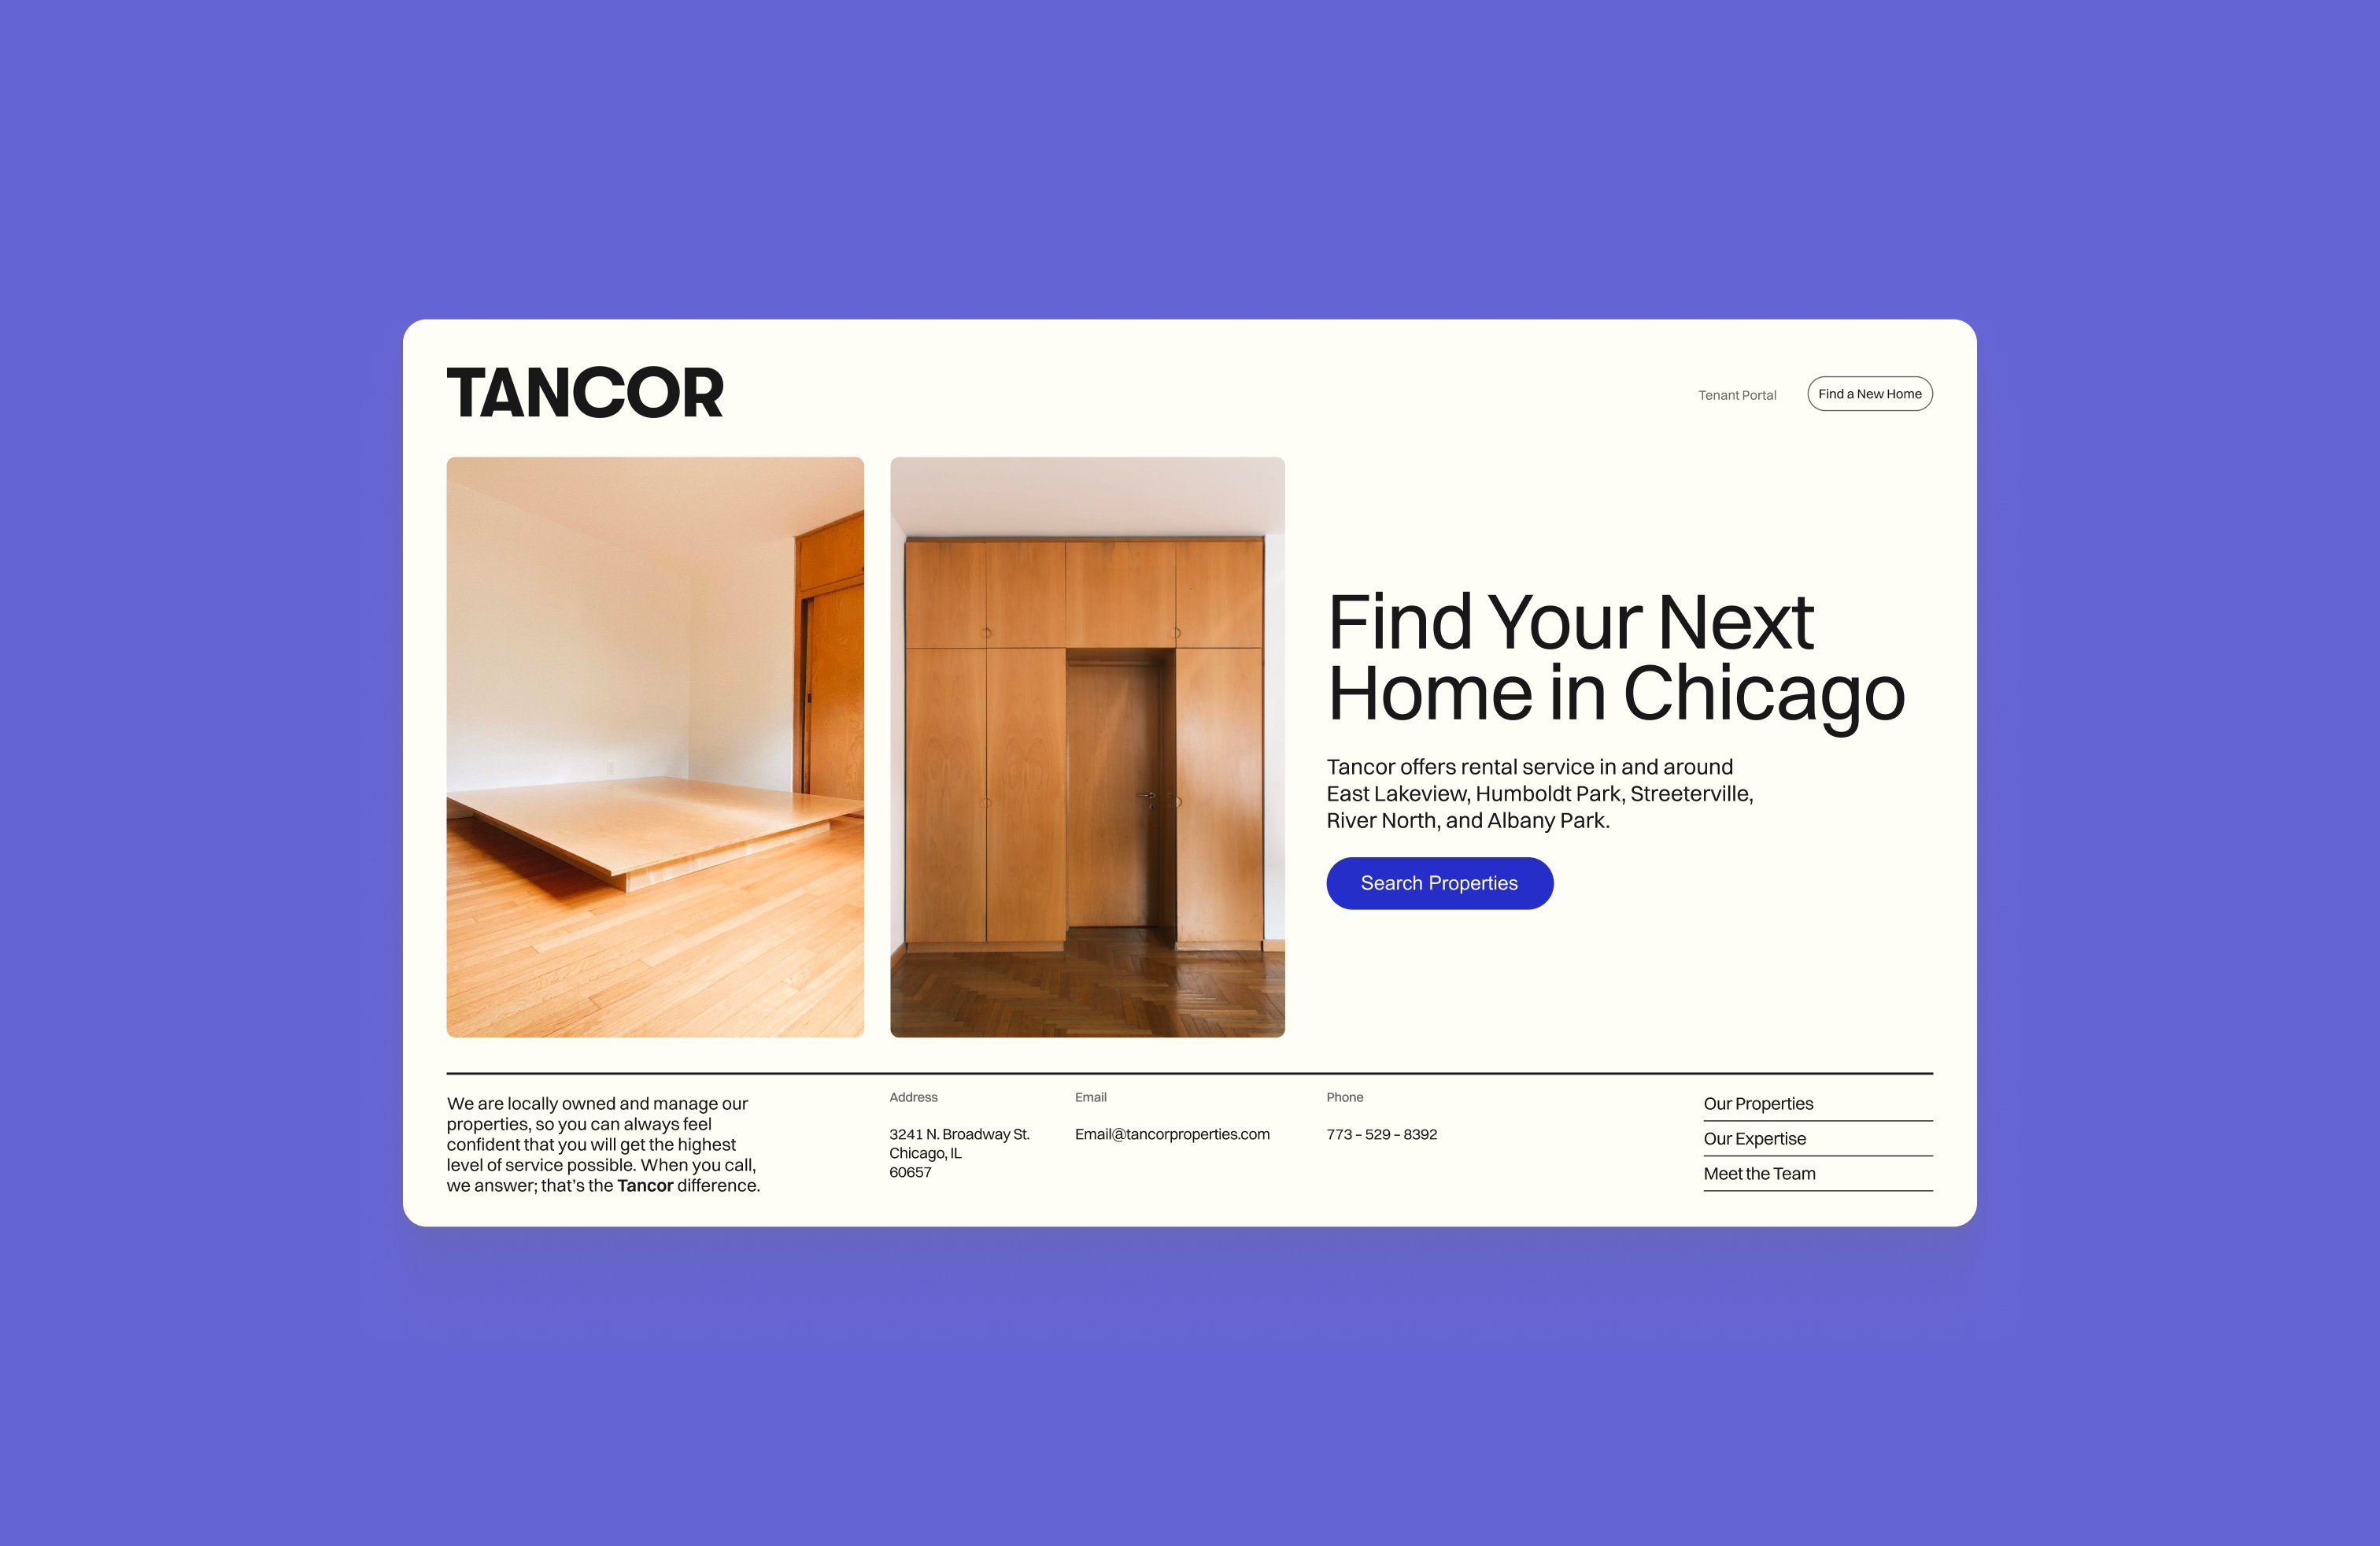 TANCOR
Tenant Portal
Find a New Home
Find Your Next
Home in Chicago
Tancor offers rental service in and around
East Lakeview, Humboldt Park, Streeterville,
River North, and Albany Park.
Search Properties
We are locally owned and manage our
properties, so you can always feel
confident that you will get the highest
level of service possible. When you call,
we answer; that’s the Tancor difference.
Address
3241 N. Broadway St.
Chicago, IL
60657
Email
Email@tancorproperties.com
Phone
773 – 529 – 8392
Our Properties
Our Expertise
Meet the Team